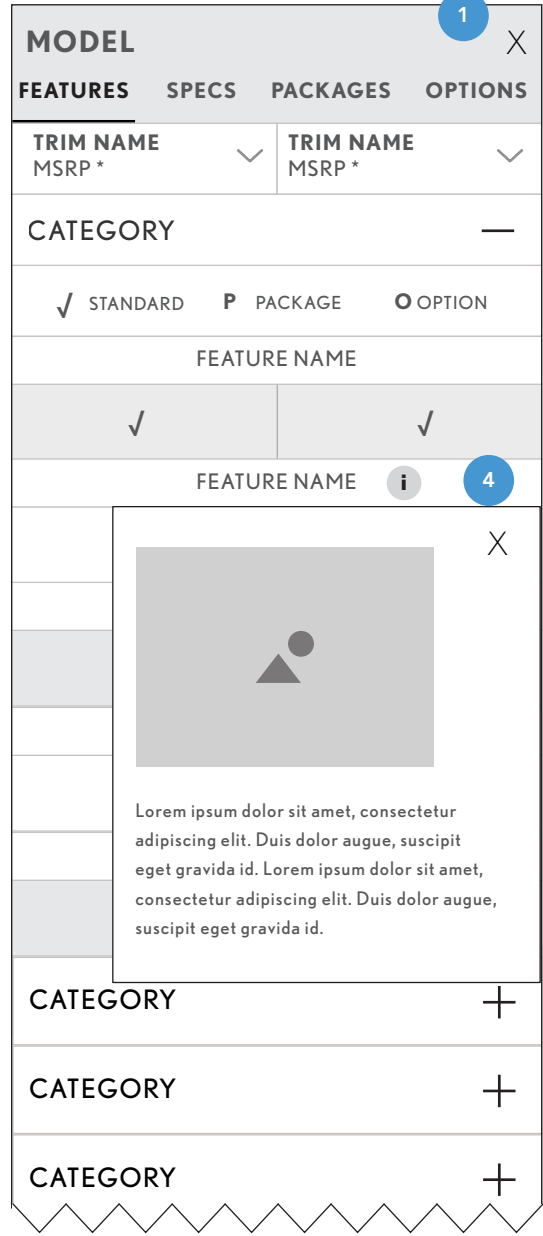 1
MODEL X
FEATURES SPECS PACKAGES OPTIONS
TRIM NAME TRIM NAME
MSRP * MSRP *
CATEGORY —
√ STANDARD P PACKAGE O OPTION
FEATURE NAME
√ √
FEATURE NAME i 4
X
Lorem ipsum dolor sit amet, consectetur
adipiscing elit. Duis dolor augue, suscipit
eget gravida id. Lorem ipsum dolor sit amet,
consectetur adipiscing elit. Duis dolor augue,
suscipit eget gravida id.
CATEGORY +
CATEGORY +
CATEGORY +